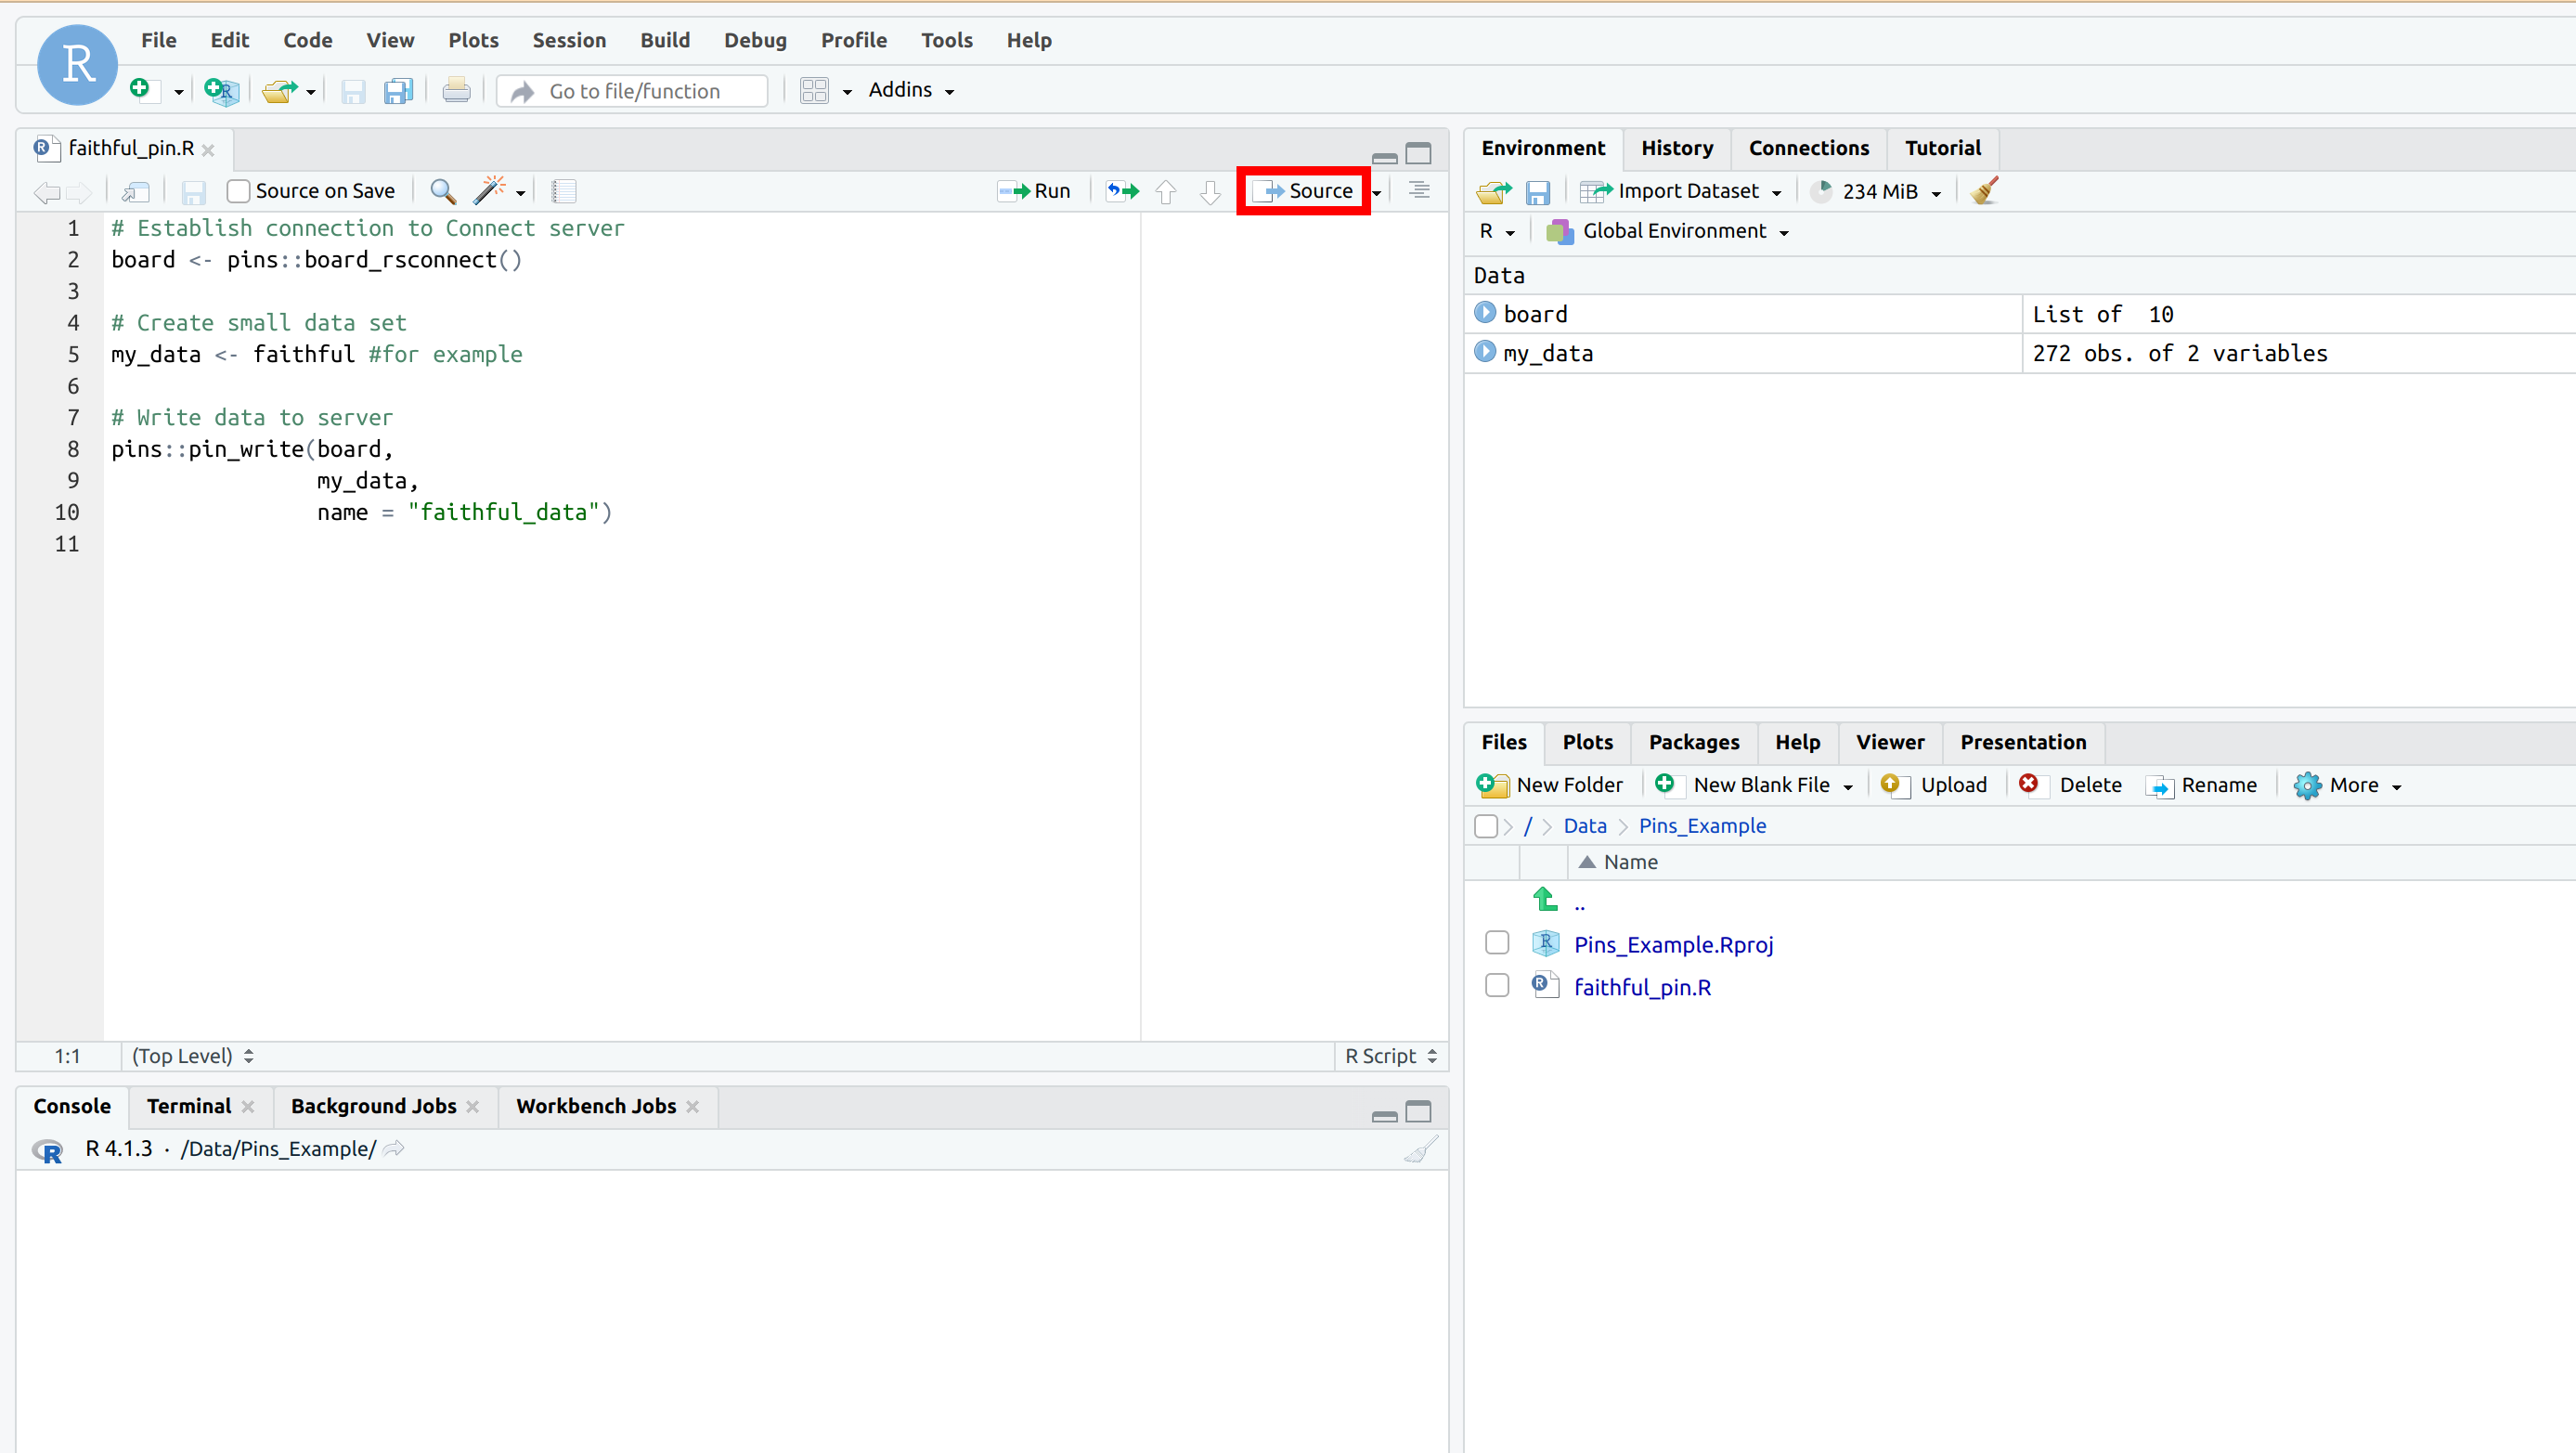 R
File Edit Code View Plots Session Build Debug Profile Tools Help
Go to file/function Addins
faithful_pin.R
Source on Save Run Source
1 # Establish connection to Connect server
2 board <- pins::board_rsconnect()
3
4 # Create small data set
5 my_data <- faithful #for example
6
7 # Write data to server
8 pins::pin_write(board,
9 my_data,
10 name = "faithful_data")
11
1:1 (Top Level) R Script
Console Terminal Background Jobs Workbench Jobs
R R 4.1.3 · /Data/Pins_Example/
Environment History Connections Tutorial
Import Dataset 234 MiB
R Global Environment
Data
board List of 10
my_data 272 obs. of 2 variables
Files Plots Packages Help Viewer Presentation
New Folder New Blank File Upload Delete Rename More
/ Data Pins_Example
Name
..
Pins_Example.Rproj
faithful_pin.R